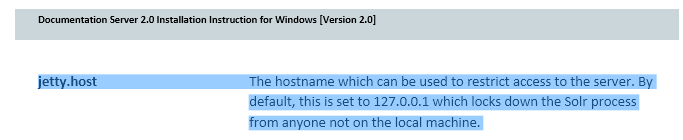 Documentation Server 2.0 Installation Instruction for Windows [Version 2.0]
jetty.host The hostname which can be used to restrict access to the server. By
default, this is set to 127.0.0.1 which locks down the Solr process
from anyone not on the local machine.